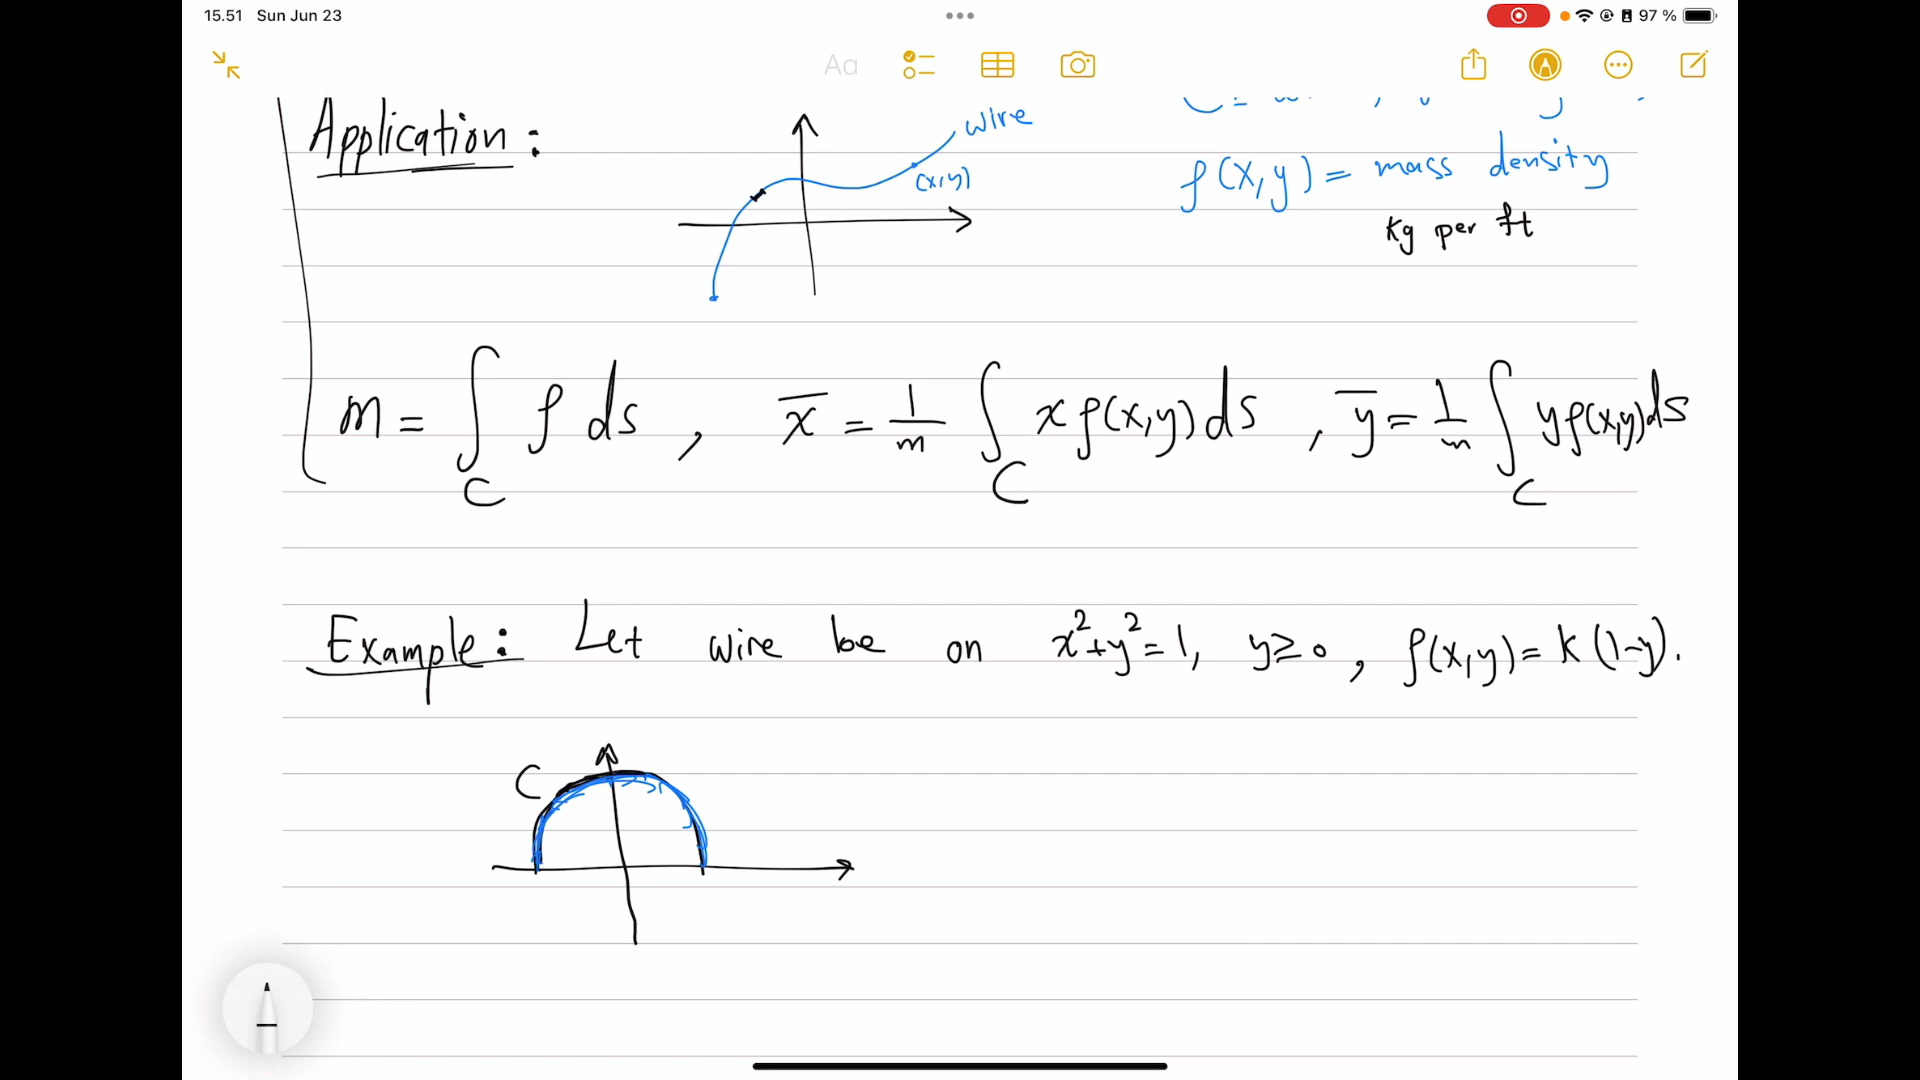 15.51 Sun Jun 23
97 %
Aa
Application:
wire
(x,y)
ρ(x,y) = mass density
kg per ft
m = ∫_C ρ ds , x̄ = 1/m ∫_C x ρ(x,y) ds , ȳ = 1/m ∫_C y ρ(x,y) ds
Example: Let wire be on x²+y²=1, y≥0, ρ(x,y) = k (1-y).
C